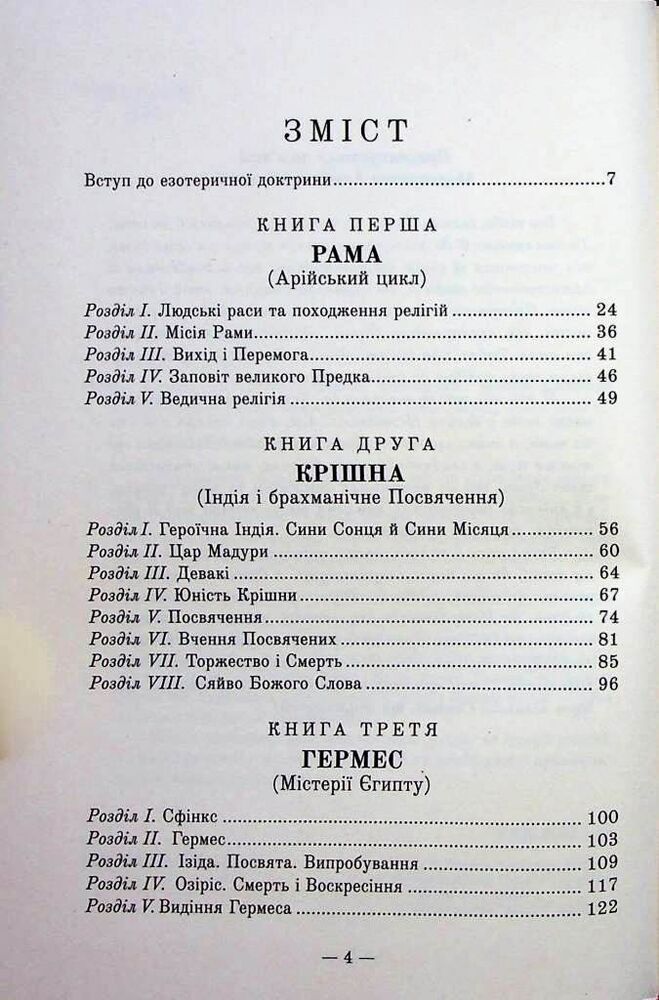 ЗМІСТ
Вступ до езотеричної доктрини.....7
КНИГА ПЕРША
РАМА
(Арійський цикл)
Розділ I. Людські раси та походження релігій.....24
Розділ II. Місія Рами.....36
Розділ III. Вихід і Перемога.....41
Розділ IV. Заповіт великого Предка.....46
Розділ V. Ведична релігія.....49
КНИГА ДРУГА
КРІШНА
(Індія і брахманічне Посвячення)
Розділ I. Героїчна Індія. Сини Сонця й Сини Місяця.....56
Розділ II. Цар Мадури.....60
Розділ III. Девакі.....64
Розділ IV. Юність Крішни.....67
Розділ V. Посвячення.....74
Розділ VI. Вчення Посвячених.....81
Розділ VII. Торжество і Смерть.....85
Розділ VIII. Сяйво Божого Слова.....96
КНИГА ТРЕТЯ
ГЕРМЕС
(Містерії Єгипту)
Розділ I. Сфінкс.....100
Розділ II. Гермес.....103
Розділ III. Ізіда. Посвята. Випробування.....109
Розділ IV. Озіріс. Смерть і Воскресіння.....117
Розділ V. Видіння Гермеса.....122
— 4 —